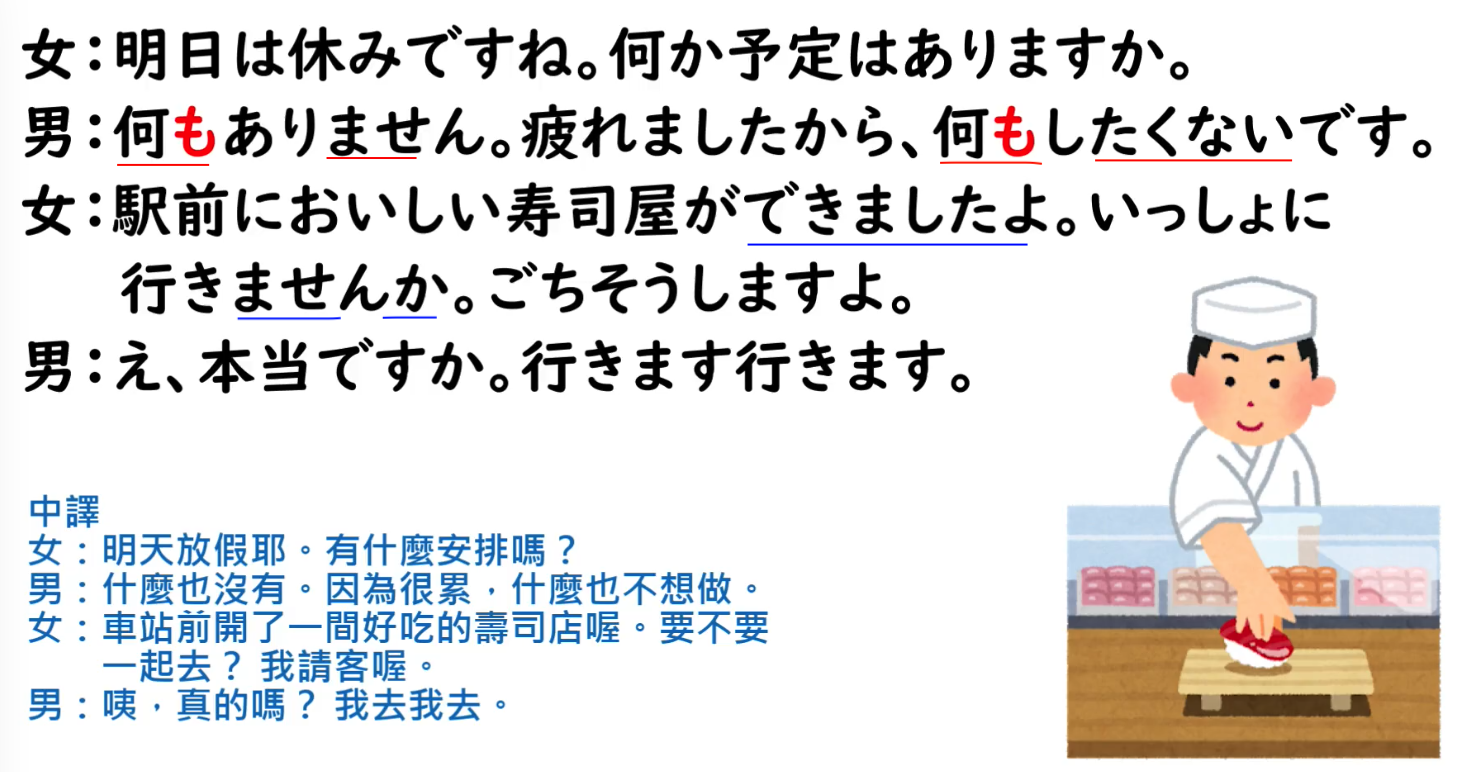 女：明日は休みですね。何か予定はありますか。
男：何もありません。疲れましたから、何もしたくないです。
女：駅前においしい寿司屋ができましたよ。いっしょに
行きませんか。ごちそうしますよ。
男：え、本当ですか。行きます行きます。
中譯
女：明天放假耶。有什麼安排嗎？
男：什麼也沒有。因為很累，什麼也不想做。
女：車站前開了一間好吃的壽司店喔。要不要
一起去？ 我請客喔。
男：咦，真的嗎？ 我去我去。